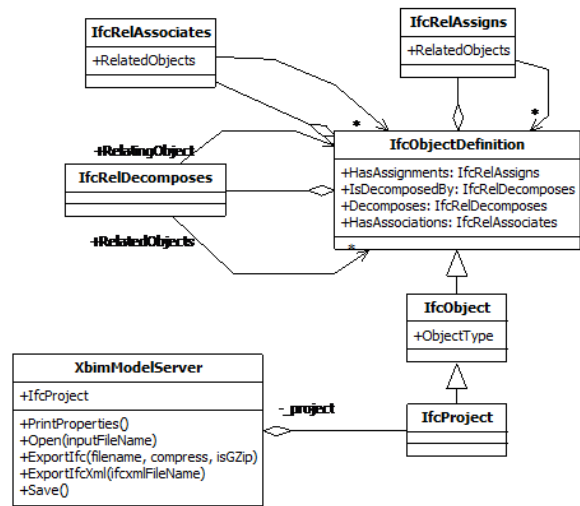 IfcRelAssociates
+RelatedObjects
IfcRelAssigns
+RelatedObjects
*
*
+RelatingObject
IfcRelDecomposes
+RelatedObjects
*
IfcObjectDefinition
+HasAssignments: IfcRelAssigns
+IsDecomposedBy: IfcRelDecomposes
+Decomposes: IfcRelDecomposes
+HasAssociations: IfcRelAssociates
IfcObject
+ObjectType
XbimModelServer
+IfcProject
+PrintProperties()
+Open(inputFileName)
+ExportIfc(filename, compress, isGZip)
+ExportIfcXml(ifcxmlFileName)
+Save()
-_project
IfcProject